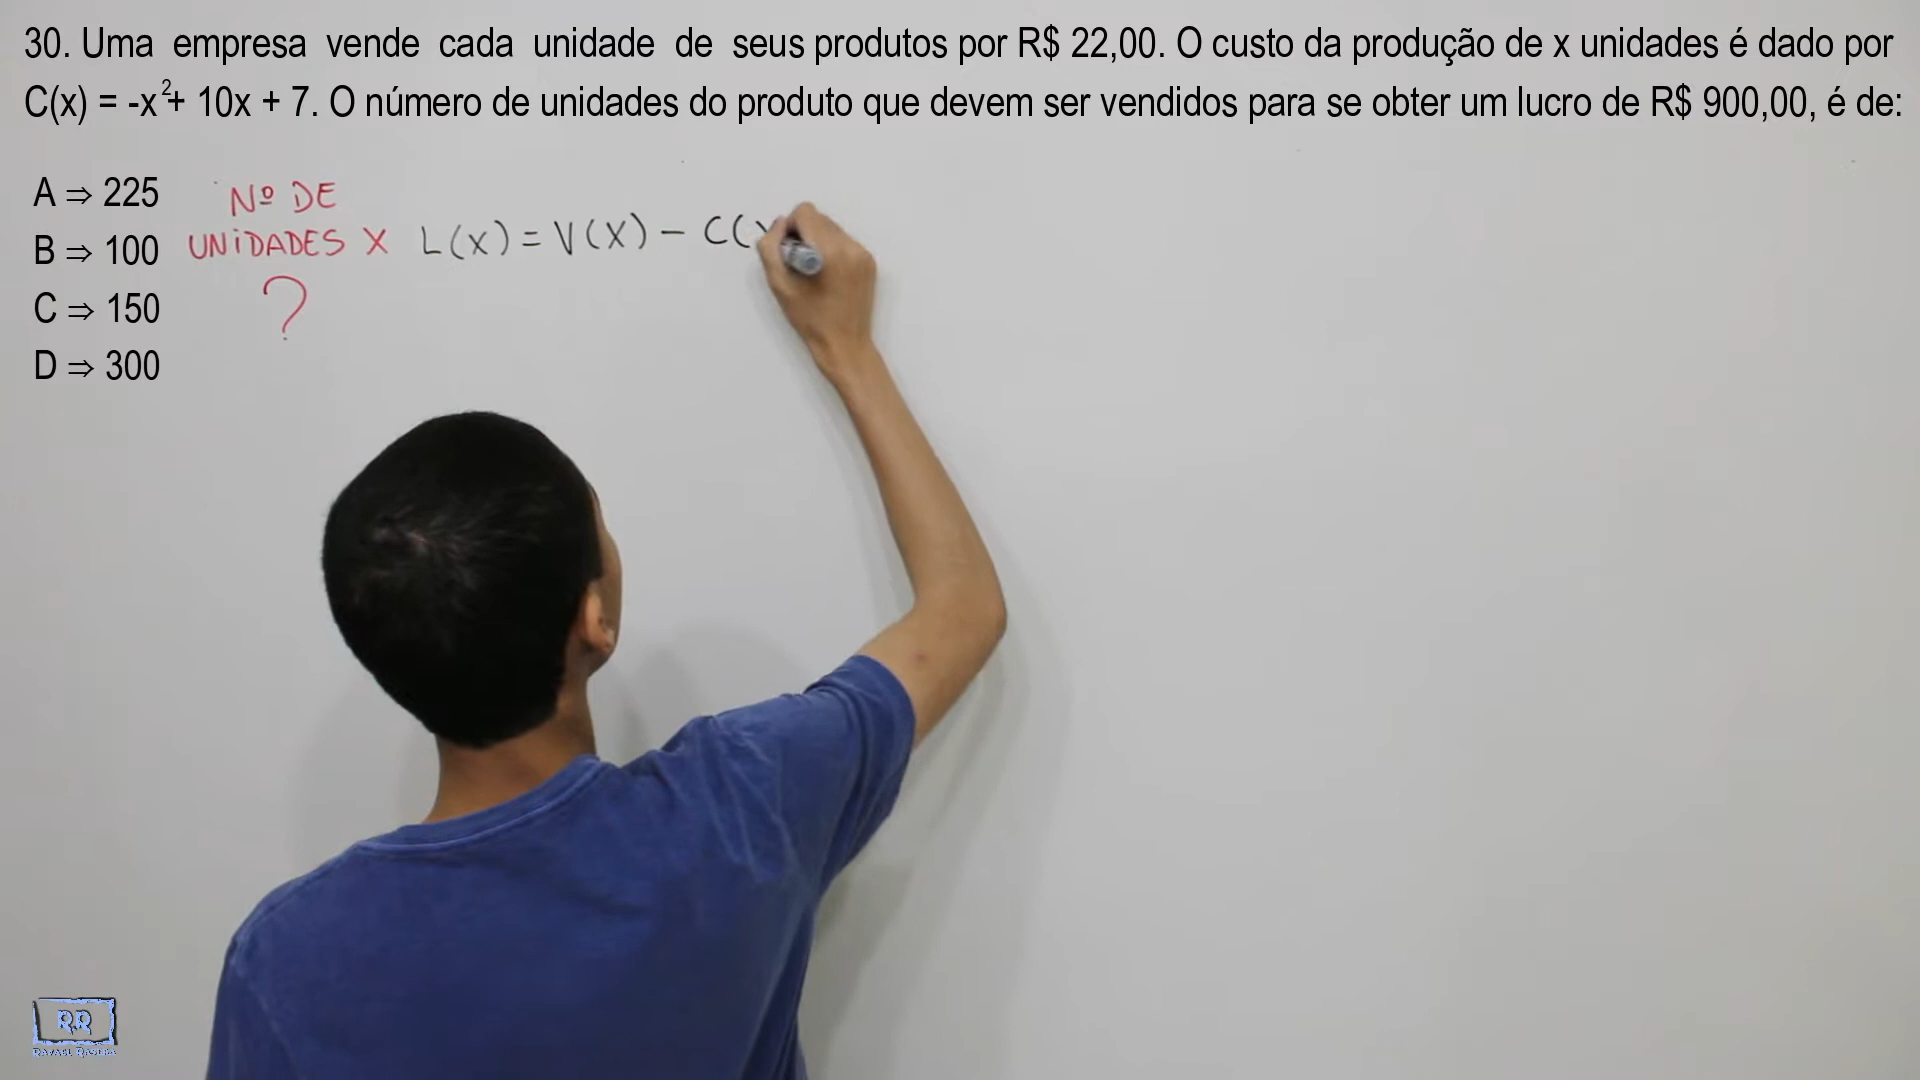 30. Uma empresa vende cada unidade de seus produtos por R$ 22,00. O custo da produção de x unidades é dado por
C(x) = -x²+ 10x + 7. O número de unidades do produto que devem ser vendidos para se obter um lucro de R$ 900,00, é de:
A ⇒ 225
B ⇒ 100
C ⇒ 150
D ⇒ 300
Nº DE
UNIDADES X
?
L(X) = V(X) - C(X
RR